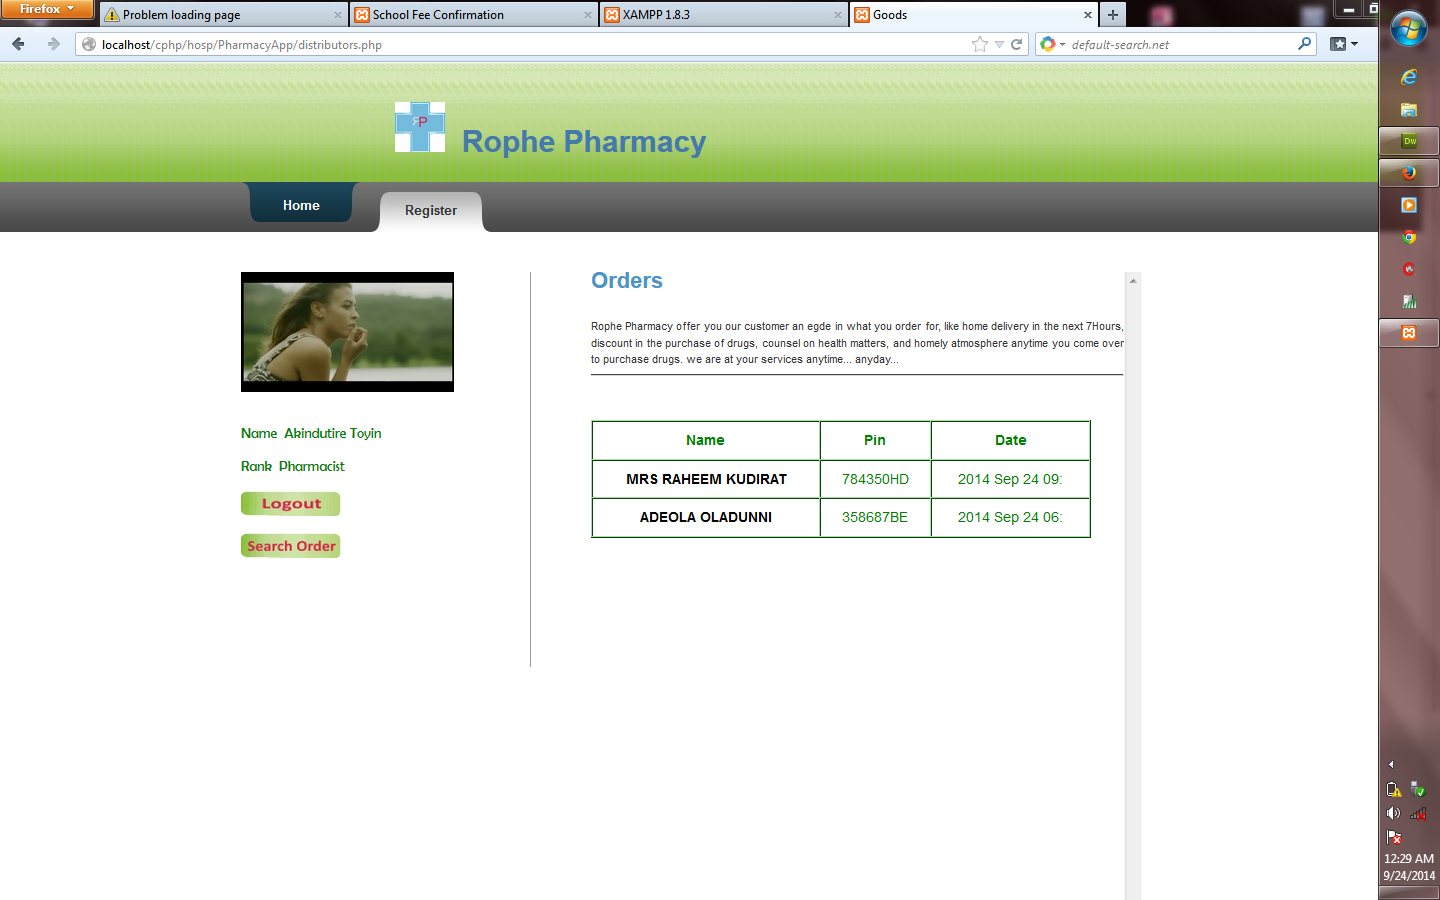 Firefox
Problem loading page
School Fee Confirmation
XAMPP 1.8.3
Goods
localhost/cphp/hosp/PharmacyApp/distributors.php
default-search.net
RP
Rophe Pharmacy
Home
Register
Orders
Rophe Pharmacy offer you our customer an egde in what you order for, like home delivery in the next 7Hours,
discount in the purchase of drugs, counsel on health matters, and homely atmosphere anytime you come over
to purchase drugs. we are at your services anytime... anyday...
Name Akindutire Toyin
Rank Pharmacist
Logout
Search Order
Name Pin Date
MRS RAHEEM KUDIRAT 784350HD 2014 Sep 24 09:
ADEOLA OLADUNNI 358687BE 2014 Sep 24 06:
Dw
12:29 AM
9/24/2014